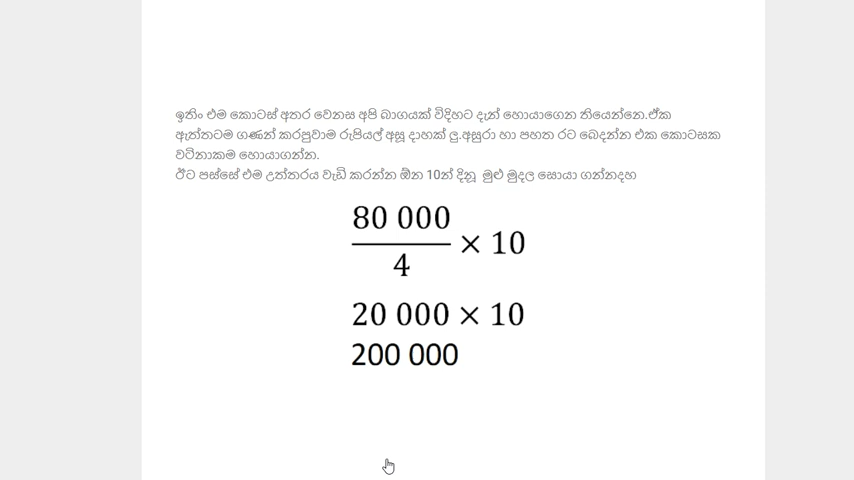 ඉතිං එම කොටස් අතර වෙනස අපි බාගයක් විදිහට දැන් හොයාගෙන තියෙන්නෙ.ඒක
ඇත්තටම ගණන් කරපුවාම රුපියල් අසූ දාහක් ලු.අසුරා හා පහත රට බෙදන්න එක කොටසක
වටිනාකම හොයාගන්න.
ඊට පස්සේ එම උත්තරය වැඩි කරන්න ඕන 10න් දිනූ මුළු මුදල සොයා ගන්නදහ
80 000
4
× 10
20 000 × 10
200 000